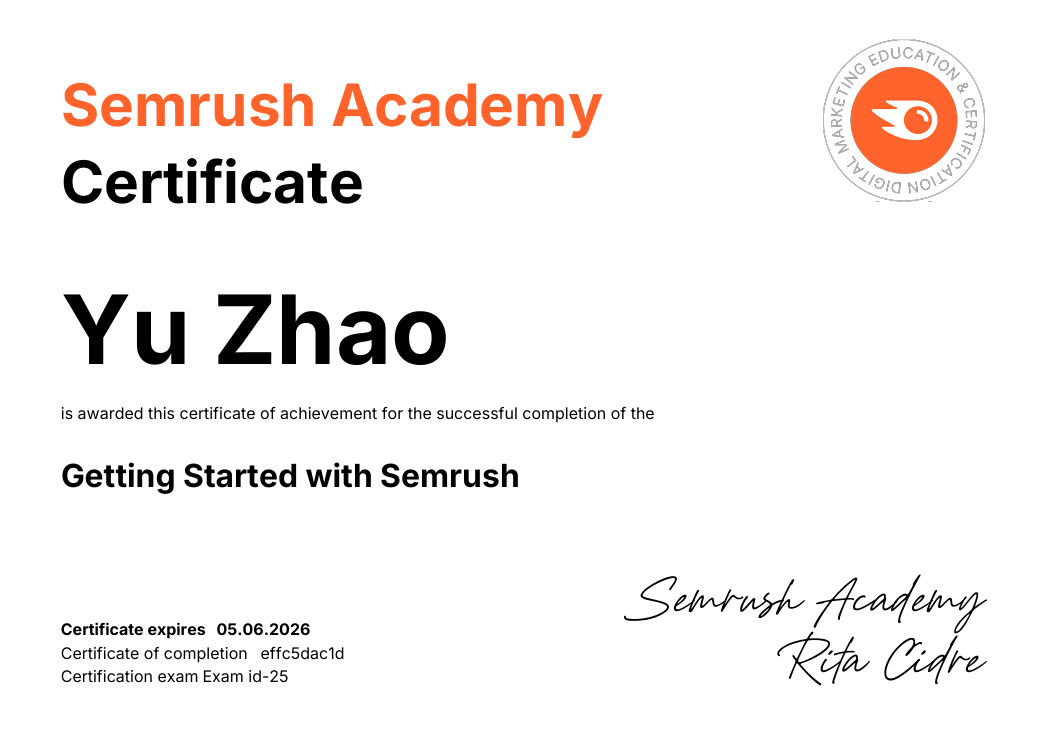 Semrush Academy
Certificate
DIGITAL MARKETING EDUCATION & CERTIFICATION
Yu Zhao
is awarded this certificate of achievement for the successful completion of the
Getting Started with Semrush
Certificate expires 05.06.2026
Certificate of completion effc5dac1d
Certification exam Exam id-25
Semrush Academy
Rita Cidre